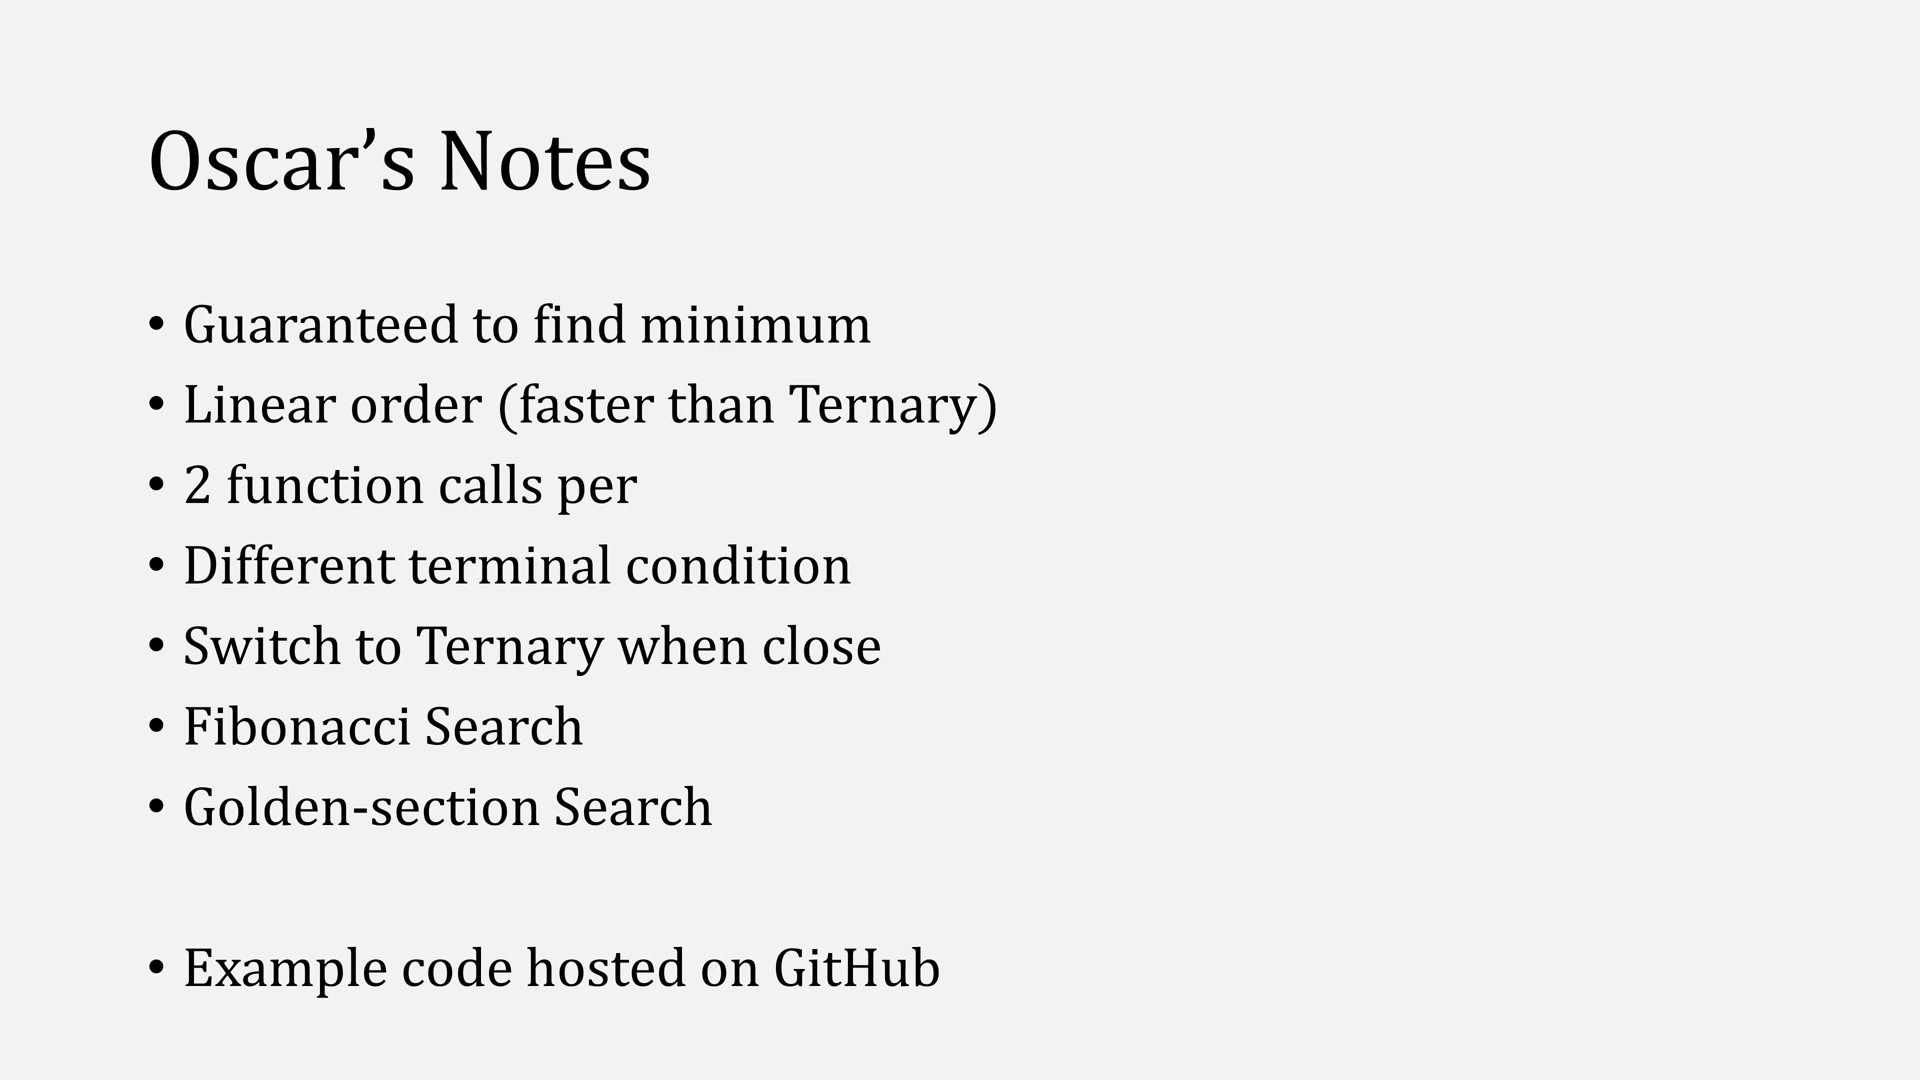 Oscar’s Notes
• Guaranteed to find minimum
• Linear order (faster than Ternary)
• 2 function calls per
• Different terminal condition
• Switch to Ternary when close
• Fibonacci Search
• Golden-section Search
• Example code hosted on GitHub